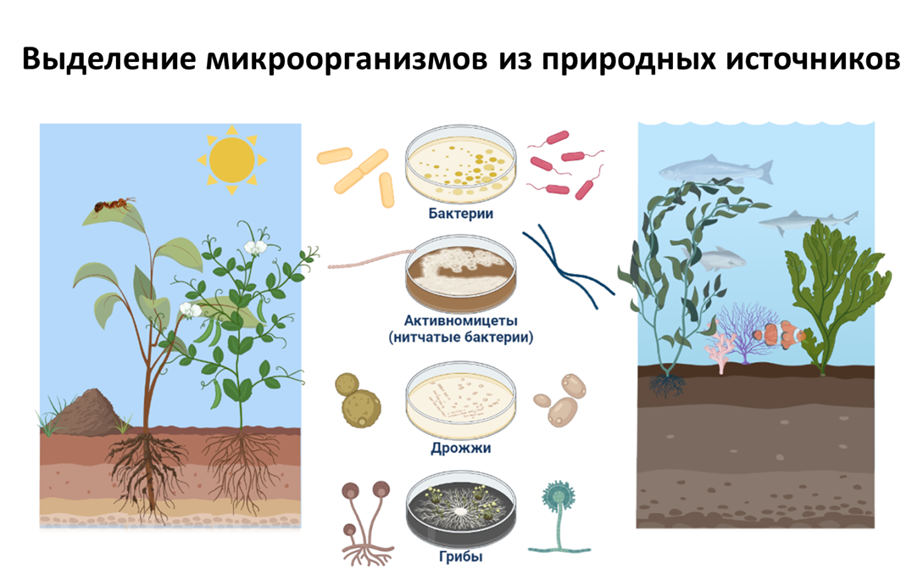 Выделение микроорганизмов из природных источников
Бактерии
Активномицеты
(нитчатые бактерии)
Дрожжи
Грибы